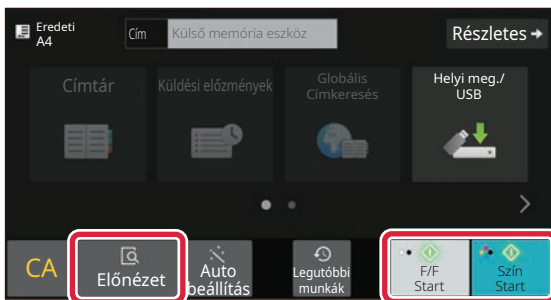 Eredeti
A4
Cím
Külső memória eszköz
Részletes
Címtár
Küldési előzmények
Globális
Címkeresés
Helyi meg./
USB
CA
Előnézet
Auto
beállítás
Legutóbbi
munkák
F/F
Start
Szín
Start